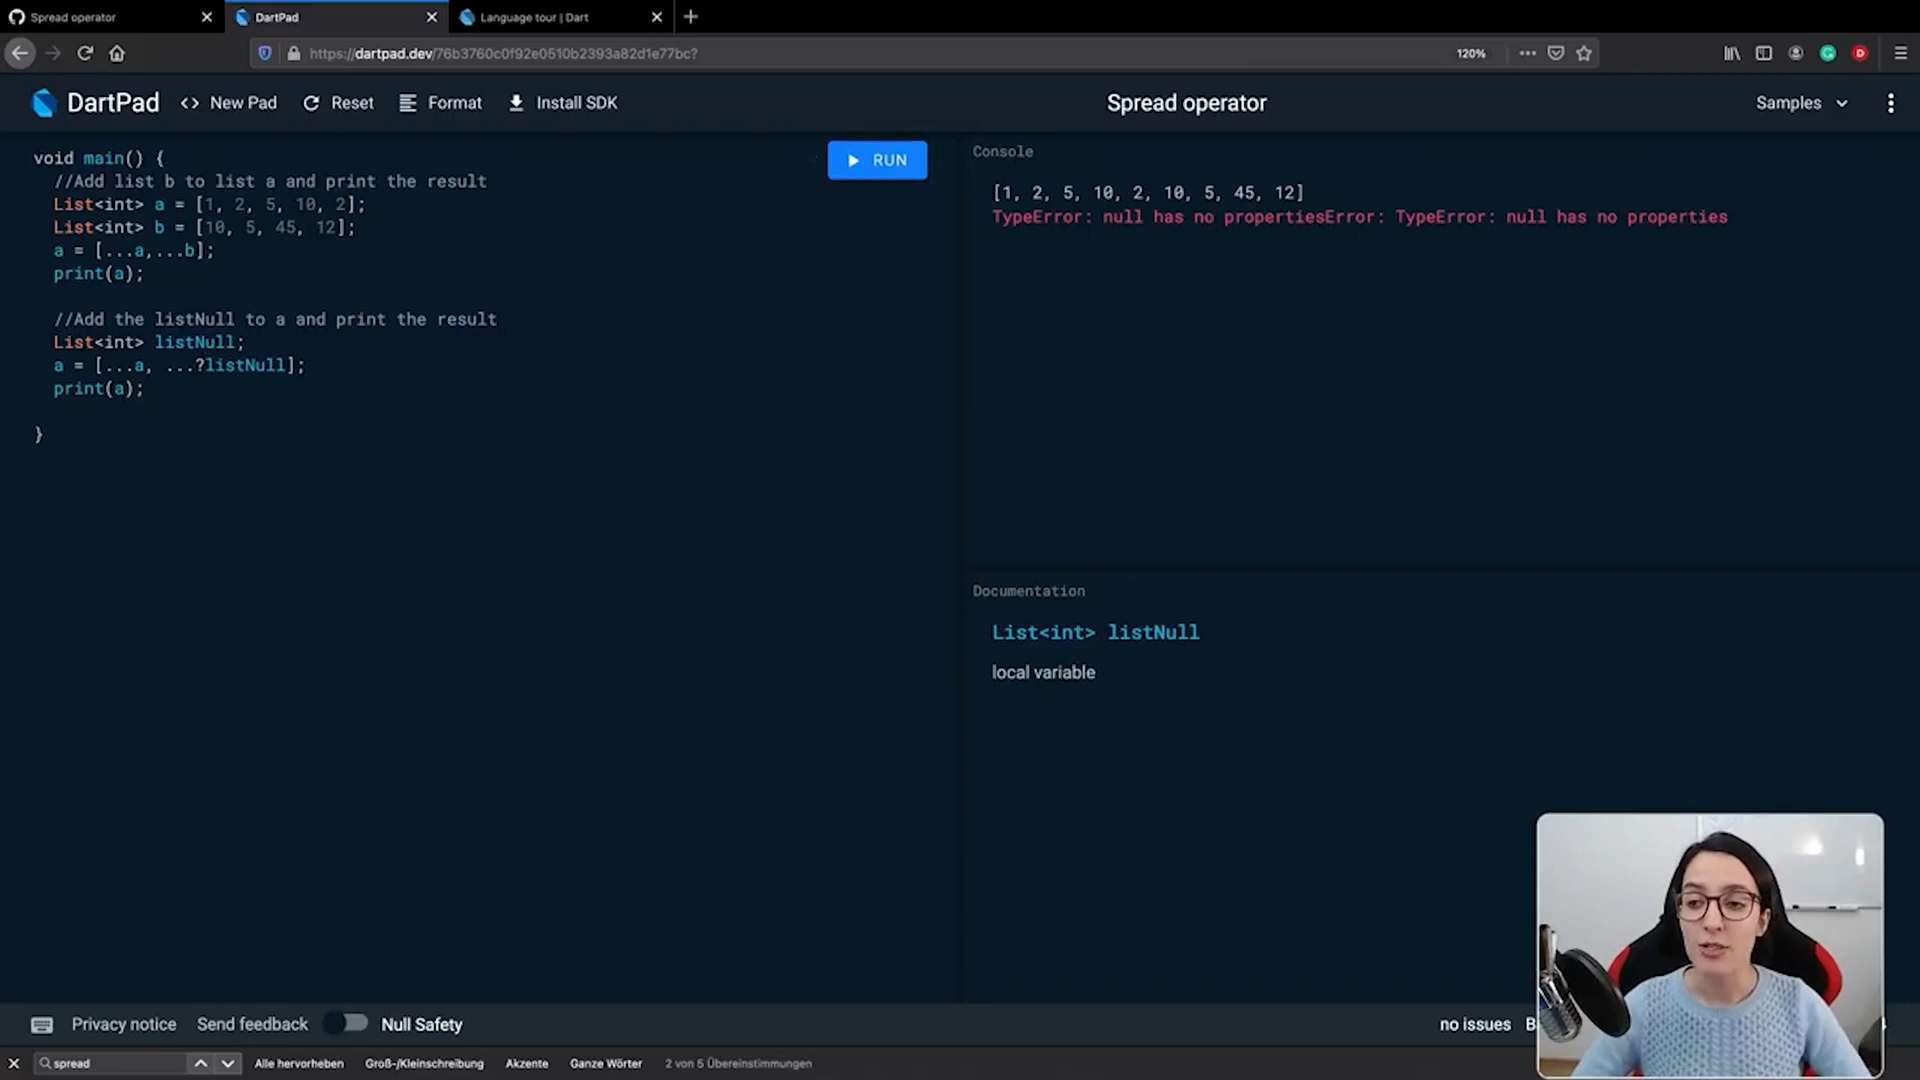 Spread operator
DartPad
Language tour | Dart
https://dartpad.dev/76b3760c0f92e0510b2393a82d1e77bc?
120%
DartPad
<> New Pad
Reset
Format
Install SDK
Spread operator
Samples
void main() {
//Add list b to list a and print the result
List<int> a = [1, 2, 5, 10, 2];
List<int> b = [10, 5, 45, 12];
a = [...a,...b];
print(a);
//Add the listNull to a and print the result
List<int> listNull;
a = [...a, ...?listNull];
print(a);
}
RUN
Console
[1, 2, 5, 10, 2, 10, 5, 45, 12]
TypeError: null has no propertiesError: TypeError: null has no properties
Documentation
List<int> listNull
local variable
Privacy notice
Send feedback
Null Safety
no issues
spread
Alle hervorheben
Groß-/Kleinschreibung
Akzente
Ganze Wörter
2 von 5 Übereinstimmungen